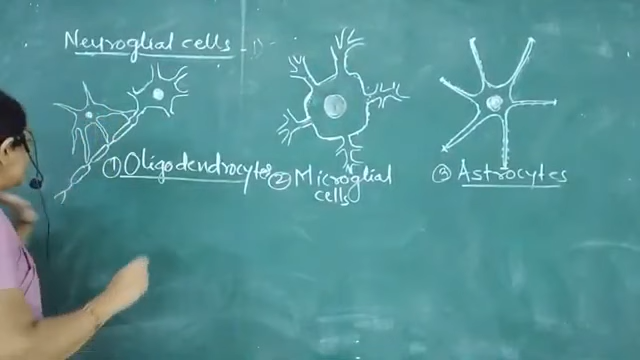 Neuroglial cells
① Oligodendrocytes
② Microglial
cells
③ Astrocytes